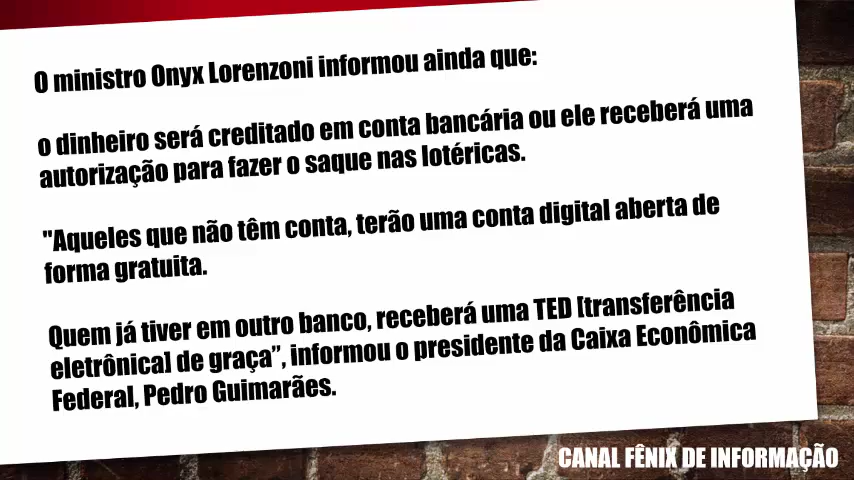 O ministro Onyx Lorenzoni informou ainda que:
o dinheiro será creditado em conta bancária ou ele receberá uma
autorização para fazer o saque nas lotéricas.
"Aqueles que não têm conta, terão uma conta digital aberta de
forma gratuita.
Quem já tiver em outro banco, receberá uma TED [transferência
eletrônica] de graça”, informou o presidente da Caixa Econômica
Federal, Pedro Guimarães.
CANAL FÊNIX DE INFORMAÇÃO